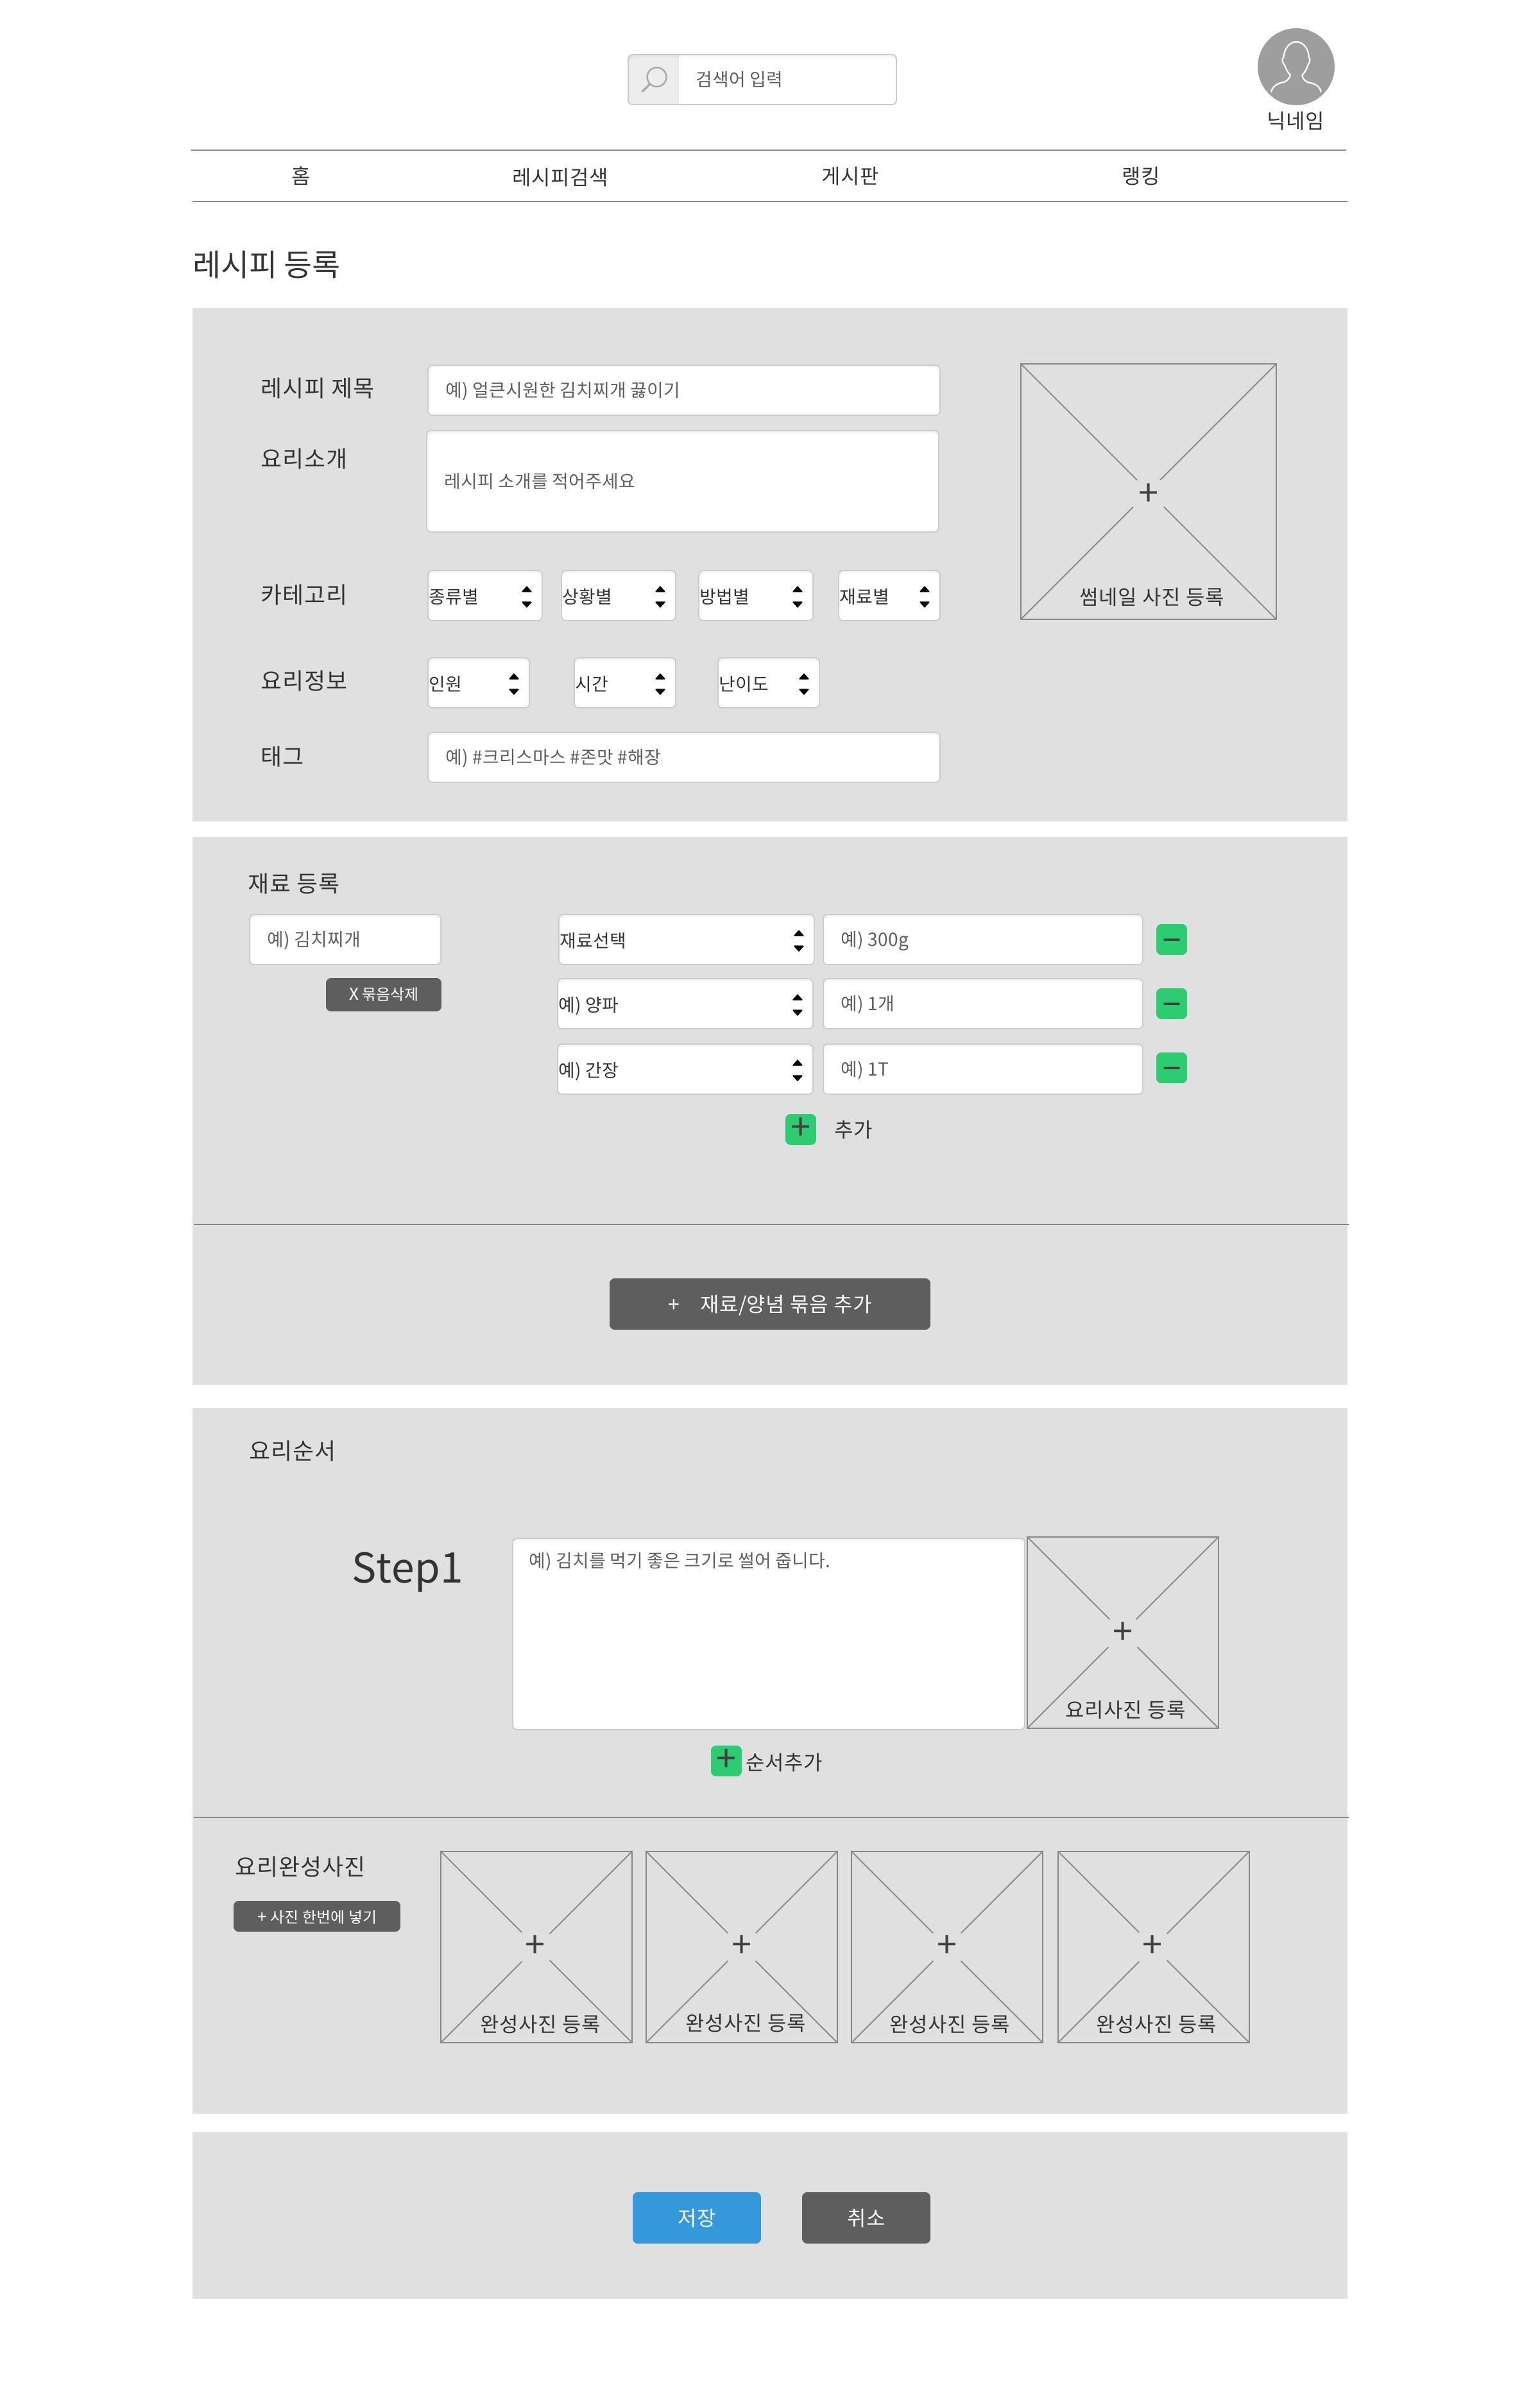 검색어 입력
닉네임
홈 레시피검색 게시판 랭킹
레시피 등록
레시피 제목
예) 얼큰시원한 김치찌개 끓이기
요리소개
레시피 소개를 적어주세요
썸네일 사진 등록
카테고리
종류별 상황별 방법별 재료별
요리정보
인원 시간 난이도
태그
예) #크리스마스 #존맛 #해장
재료 등록
예) 김치찌개
X 묶음삭제
재료선택 예) 300g
예) 양파 예) 1개
예) 간장 예) 1T
+ 추가
+ 재료/양념 묶음 추가
요리순서
Step1
예) 김치를 먹기 좋은 크기로 썰어 줍니다.
+
요리사진 등록
+ 순서추가
요리완성사진
+ 사진 한번에 넣기
+ + + +
완성사진 등록 완성사진 등록 완성사진 등록 완성사진 등록
저장 취소